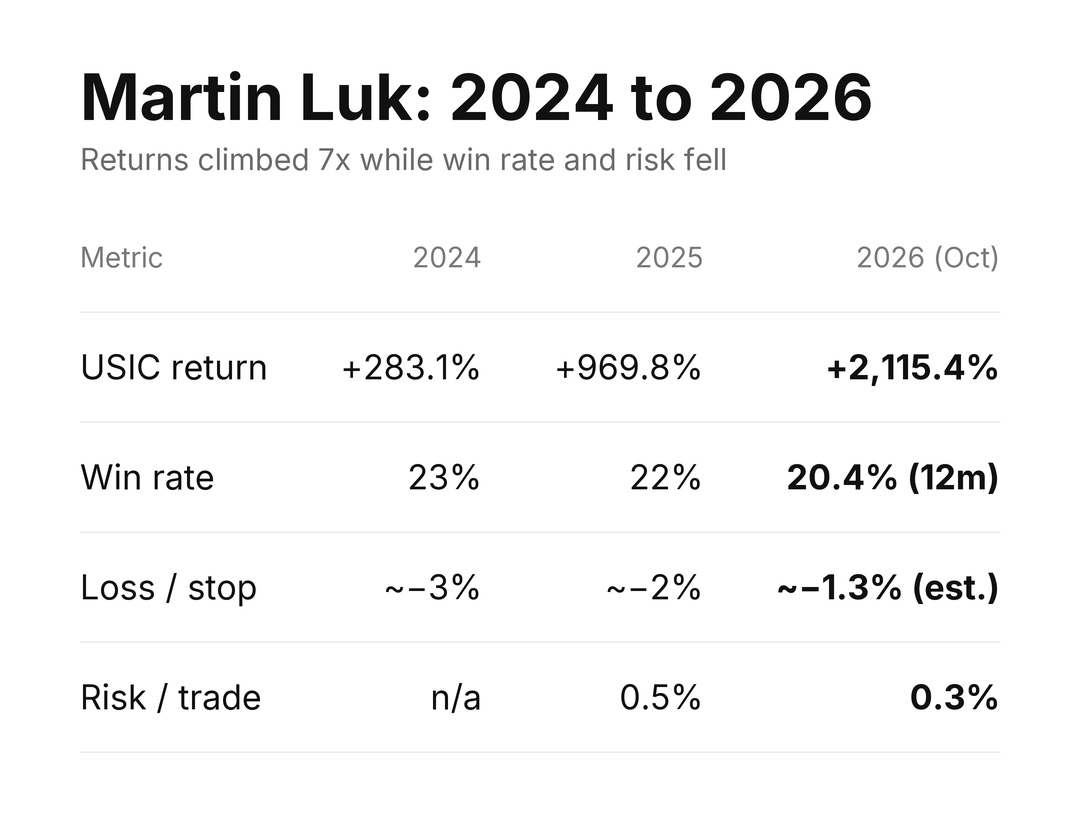 Martin Luk: 2024 to 2026
Returns climbed 7x while win rate and risk fell
Metric 2024 2025 2026 (Oct)
USIC return +283.1% +969.8% +2,115.4%
Win rate 23% 22% 20.4% (12m)
Loss / stop ~−3% ~−2% ~−1.3% (est.)
Risk / trade n/a 0.5% 0.3%